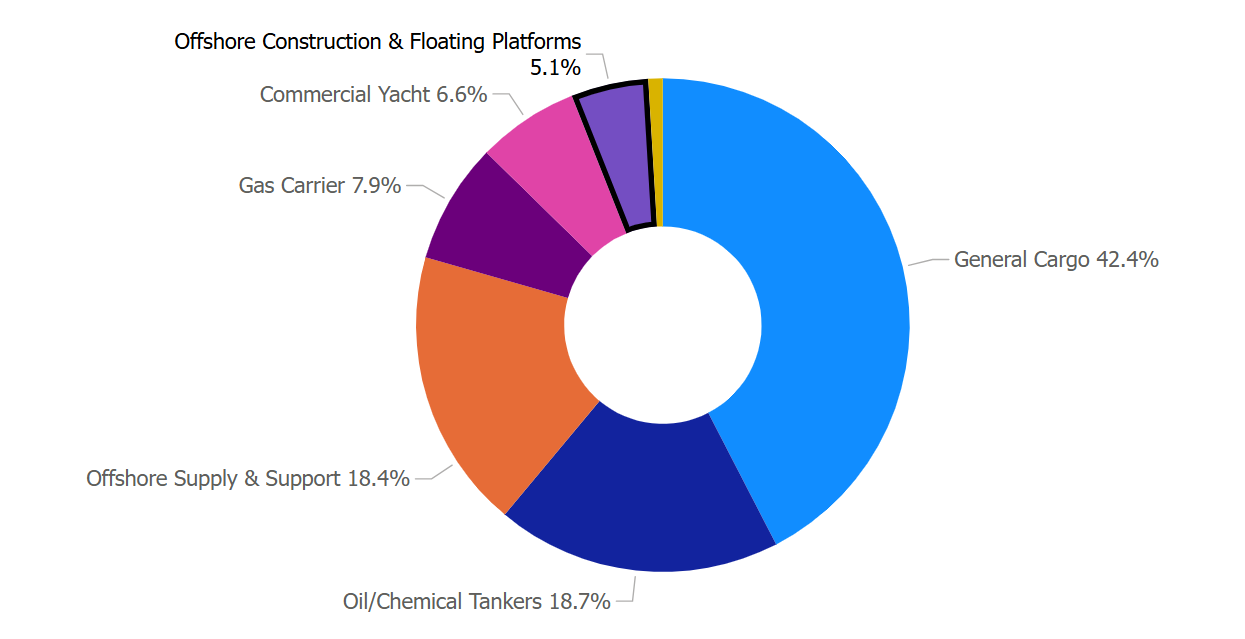 Offshore Construction & Floating Platforms
5.1%
Commercial Yacht 6.6%
Gas Carrier 7.9%
General Cargo 42.4%
Offshore Supply & Support 18.4%
Oil/Chemical Tankers 18.7%